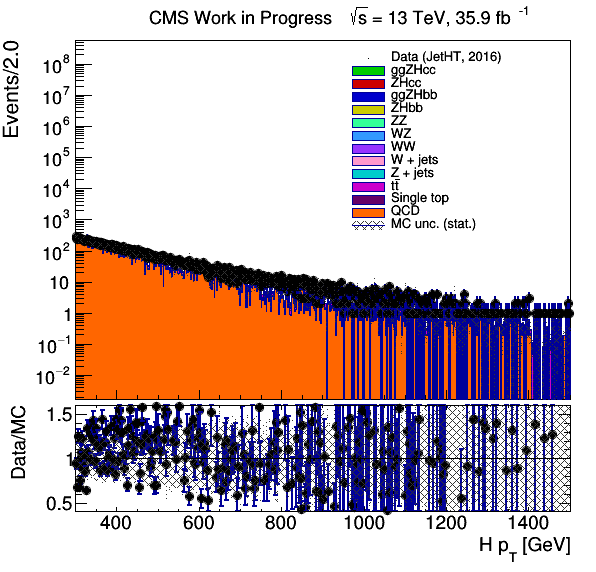 CMS Work in Progress √s = 13 TeV, 35.9 fb⁻¹
Events/2.0
10⁸
10⁷
10⁶
10⁵
10⁴
10³
10²
10
1
10⁻¹
10⁻²
Data (JetHT, 2016)
ggZHcc
ZHcc
ggZHbb
ZHbb
ZZ
WZ
WW
W + jets
Z + jets
tt̄
Single top
QCD
MC unc. (stat.)
Data/MC
1.5
1
0.5
400 600 800 1000 1200 1400
H p_T [GeV]